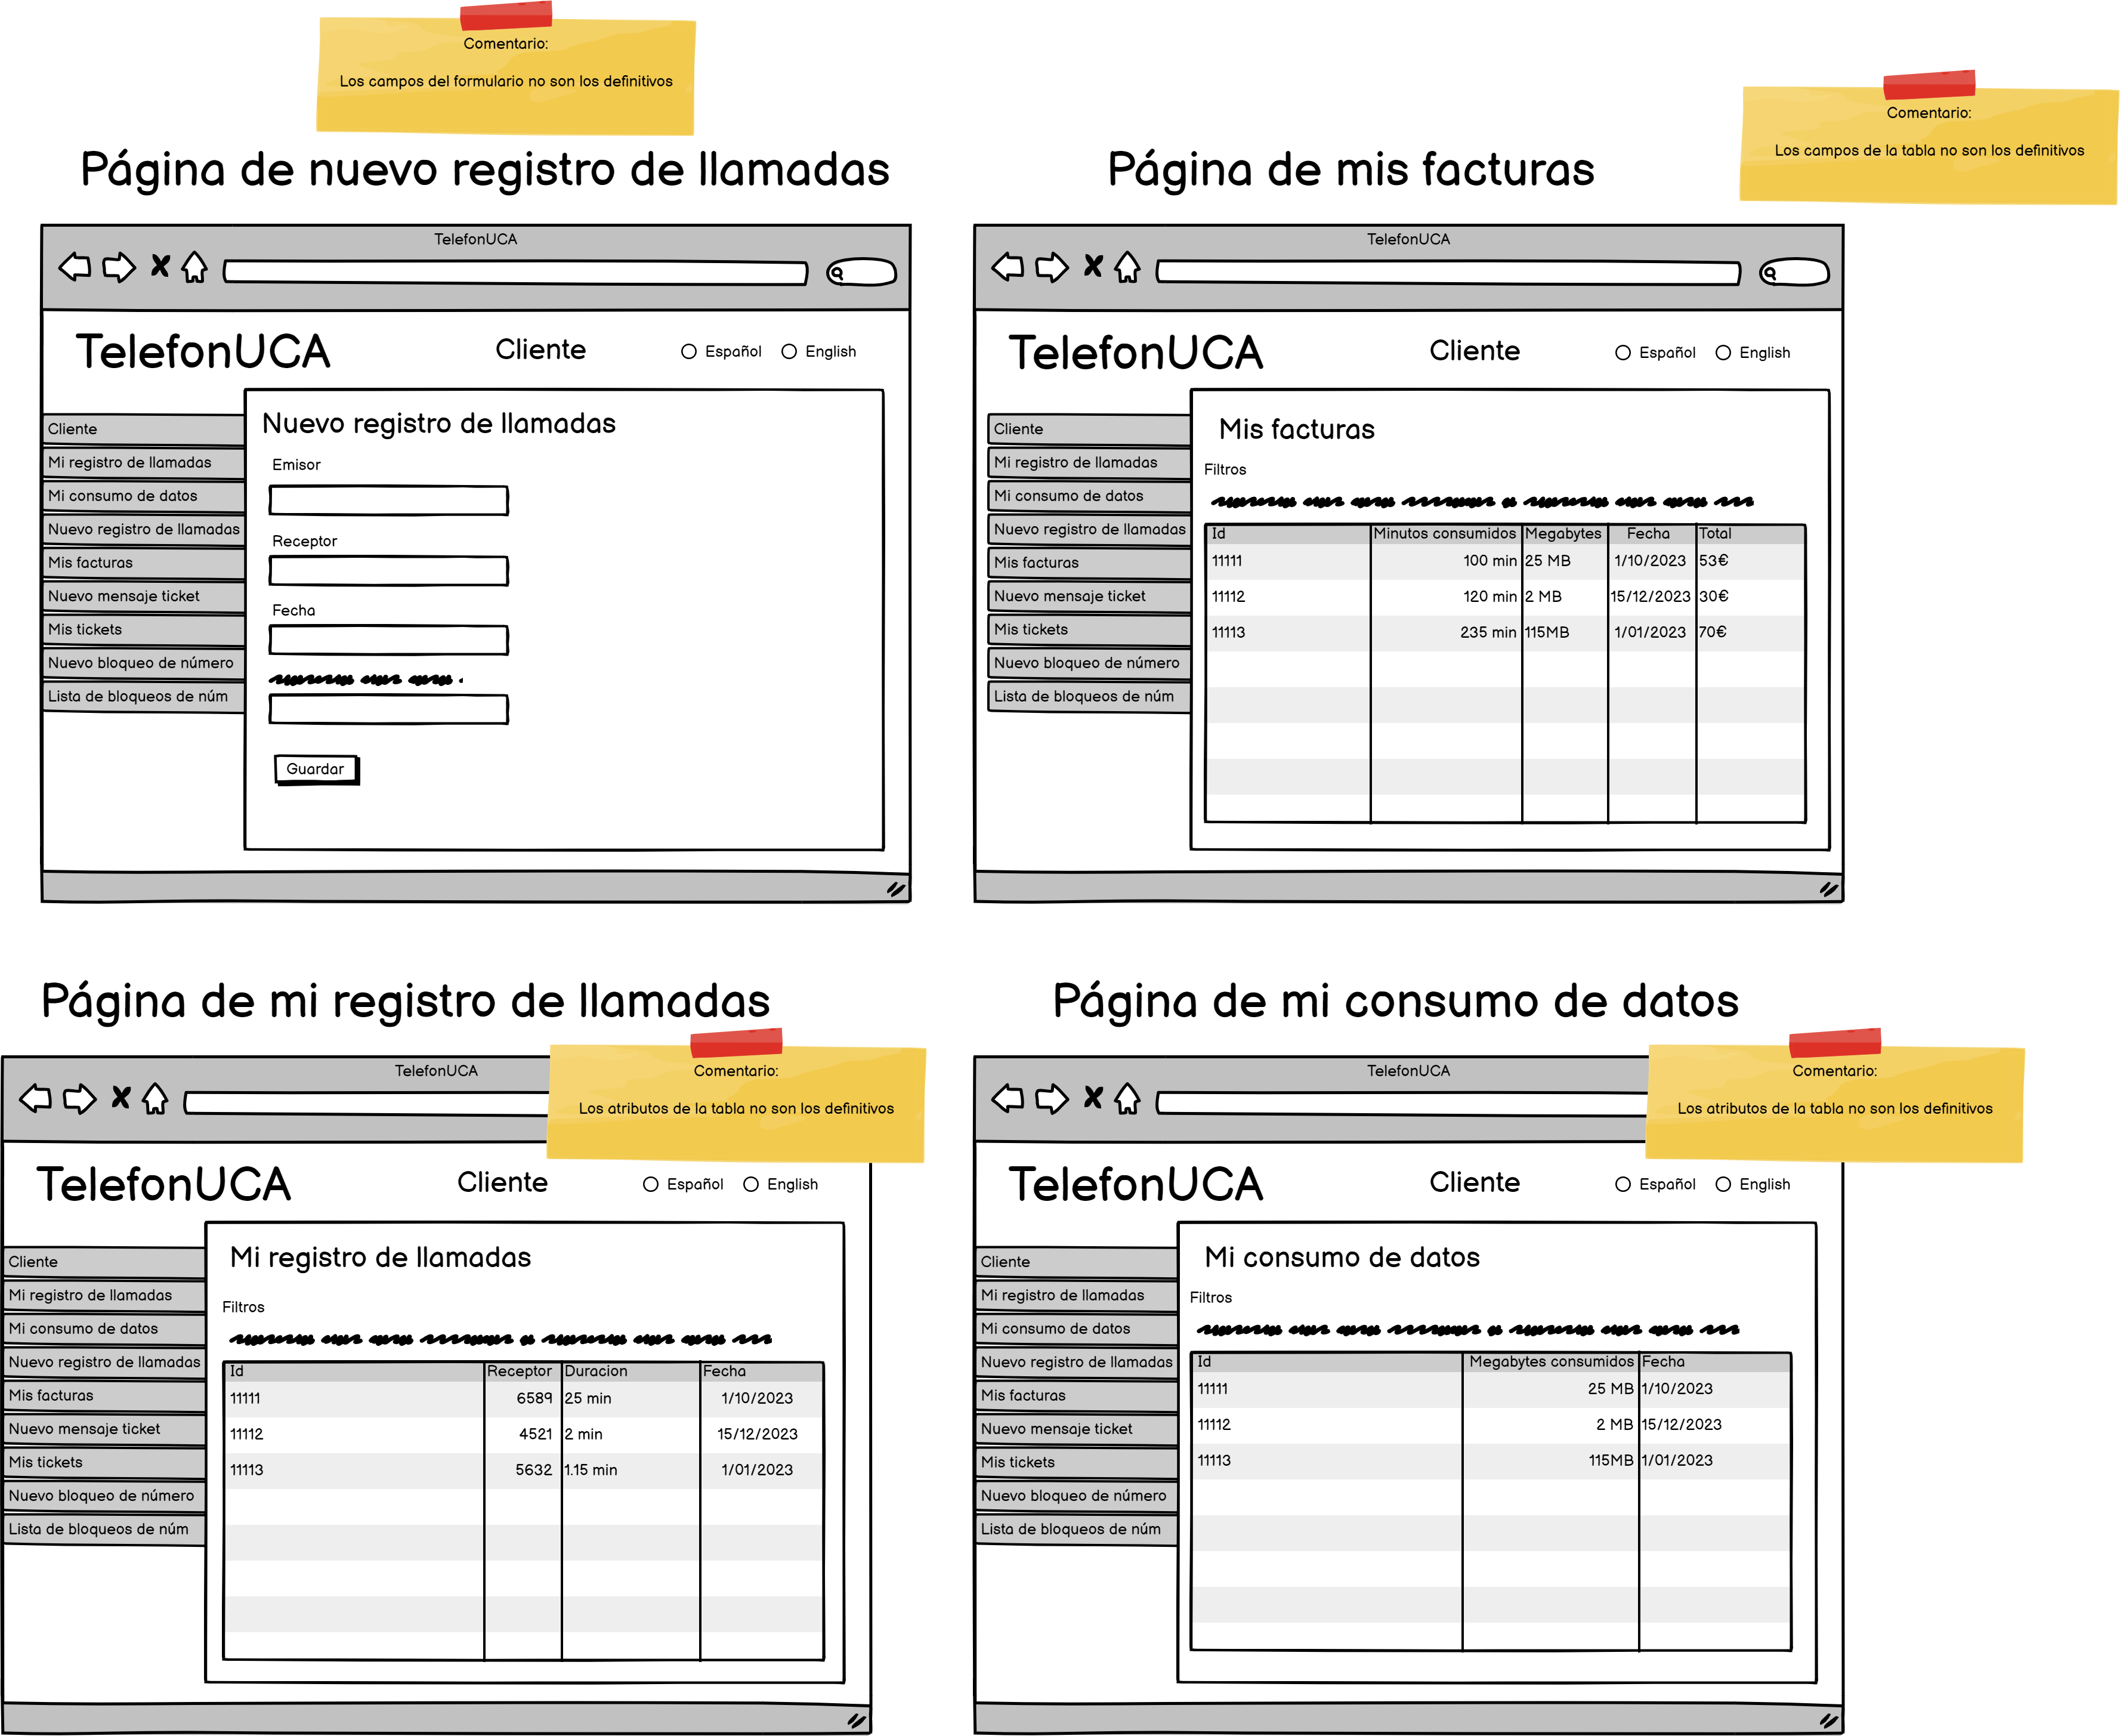 Comentario:
Los campos del formulario no son los definitivos
Página de nuevo registro de llamadas
TelefonUCA
TelefonUCA
Cliente
Español
English
Cliente
Mi registro de llamadas
Mi consumo de datos
Nuevo registro de llamadas
Mis facturas
Nuevo mensaje ticket
Mis tickets
Nuevo bloqueo de número
Lista de bloqueos de núm
Nuevo registro de llamadas
Emisor
Receptor
Fecha
Guardar
Comentario:
Los campos de la tabla no son los definitivos
Página de mis facturas
TelefonUCA
TelefonUCA
Cliente
Español
English
Cliente
Mi registro de llamadas
Mi consumo de datos
Nuevo registro de llamadas
Mis facturas
Nuevo mensaje ticket
Mis tickets
Nuevo bloqueo de número
Lista de bloqueos de núm
Mis facturas
Filtros
Id Minutos consumidos Megabytes Fecha Total
11111 100 min 25 MB 1/10/2023 53€
11112 120 min 2 MB 15/12/2023 30€
11113 235 min 115MB 1/01/2023 70€
Página de mi registro de llamadas
Comentario:
Los atributos de la tabla no son los definitivos
TelefonUCA
TelefonUCA
Cliente
Español
English
Cliente
Mi registro de llamadas
Mi consumo de datos
Nuevo registro de llamadas
Mis facturas
Nuevo mensaje ticket
Mis tickets
Nuevo bloqueo de número
Lista de bloqueos de núm
Mi registro de llamadas
Filtros
Id Receptor Duracion Fecha
11111 6589 25 min 1/10/2023
11112 4521 2 min 15/12/2023
11113 5632 1.15 min 1/01/2023
Página de mi consumo de datos
Comentario:
Los atributos de la tabla no son los definitivos
TelefonUCA
TelefonUCA
Cliente
Español
English
Cliente
Mi registro de llamadas
Mi consumo de datos
Nuevo registro de llamadas
Mis facturas
Nuevo mensaje ticket
Mis tickets
Nuevo bloqueo de número
Lista de bloqueos de núm
Mi consumo de datos
Filtros
Id Megabytes consumidos Fecha
11111 25 MB 1/10/2023
11112 2 MB 15/12/2023
11113 115MB 1/01/2023